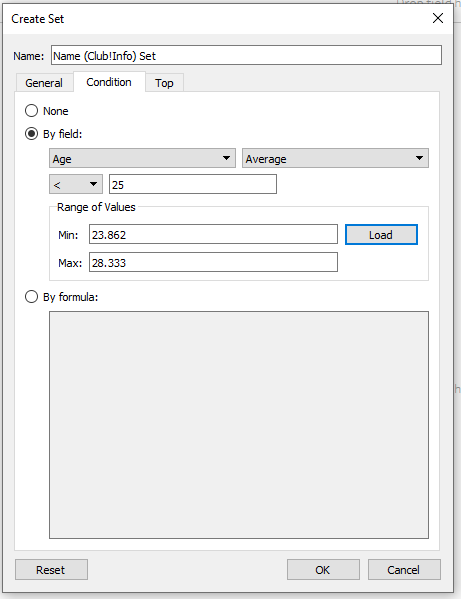 Create Set
Name: Name (Club!Info) Set
General Condition Top
None
By field:
Age Average
< 25
Range of Values
Min: 23.862 Load
Max: 28.333
By formula:
Reset OK Cancel